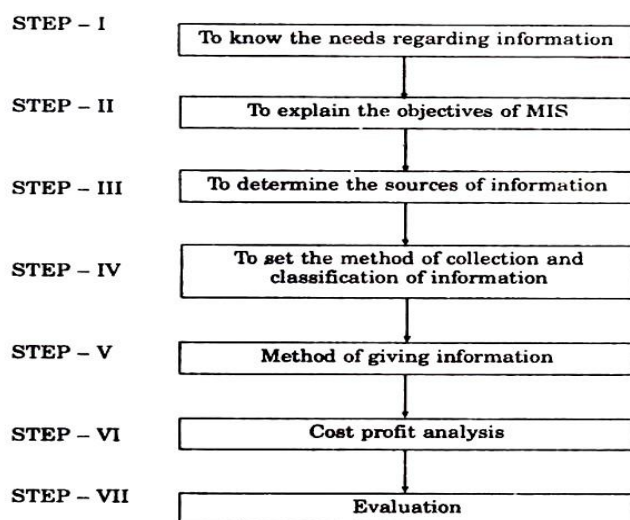 STEP – I
To know the needs regarding information
STEP – II
To explain the objectives of MIS
STEP – III
To determine the sources of information
STEP – IV
To set the method of collection and
classification of information
STEP – V
Method of giving information
STEP – VI
Cost profit analysis
STEP – VII
Evaluation